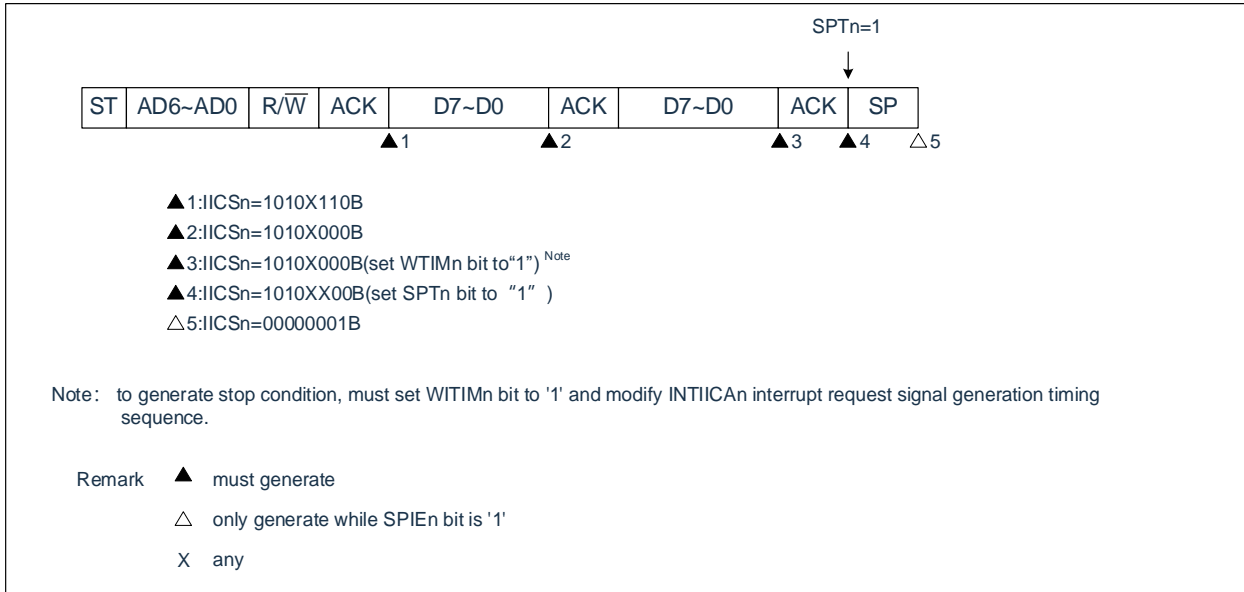 SPTn=1
ST AD6~AD0 R/W ACK D7~D0 ACK D7~D0 ACK SP
▲1 ▲2 ▲3 ▲4 △5
▲1:IICSn=1010X110B
▲2:IICSn=1010X000B
▲3:IICSn=1010X000B(set WTIMn bit to“1”) Note
▲4:IICSn=1010XX00B(set SPTn bit to “1” )
△5:IICSn=00000001B
Note: to generate stop condition, must set WITIMn bit to '1' and modify INTIICAn interrupt request signal generation timing
sequence.
Remark ▲ must generate
△ only generate while SPIEn bit is '1'
X any